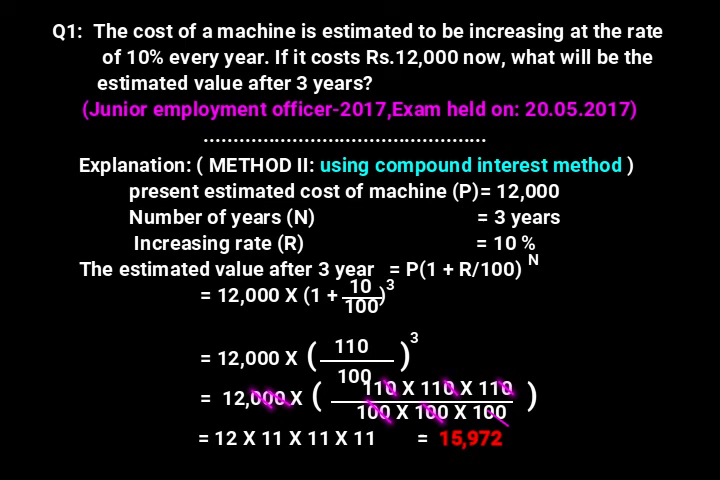 Q1: The cost of a machine is estimated to be increasing at the rate
of 10% every year. If it costs Rs.12,000 now, what will be the
estimated value after 3 years?
(Junior employment officer-2017,Exam held on: 20.05.2017)
................................................
Explanation: ( METHOD II: using compound interest method )
present estimated cost of machine (P)= 12,000
Number of years (N) = 3 years
Increasing rate (R) = 10 %
The estimated value after 3 year = P(1 + R/100) N
= 12,000 X (1 + 10/100)3
= 12,000 X ( 110/100 )3
= 12,000 X ( 110 X 110 X 110 / 100 X 100 X 100 )
= 12 X 11 X 11 X 11 = 15,972